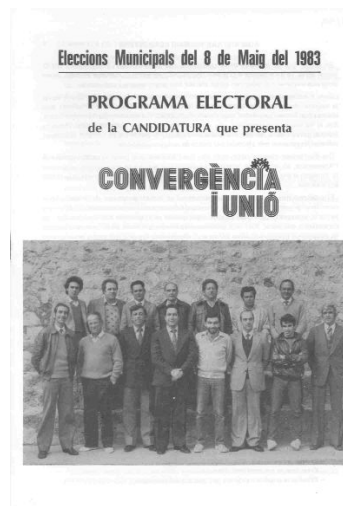 Eleccions Municipals del 8 de Maig del 1983
PROGRAMA ELECTORAL
de la CANDIDATURA que presenta
CONVERGÈNCIA
I UNIÓ